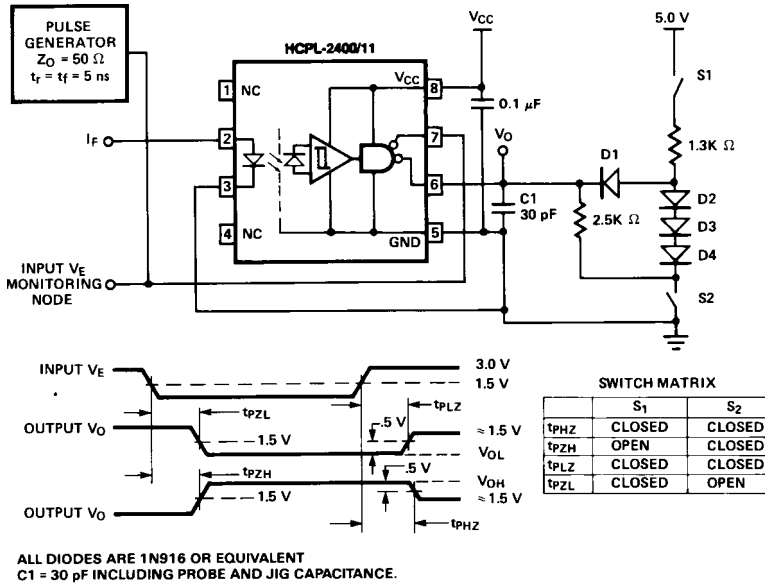 PULSE
GENERATOR
Z_O = 50 Ω
t_r = t_f = 5 ns
HCPL-2400/11
V_CC
5.0 V
S1
1 NC
V_CC 8
0.1 μF
I_F
2
7
V_O
1.3K Ω
D1
3
6
C1
30 pF
2.5K Ω
D2
D3
D4
4 NC
GND 5
INPUT V_E
MONITORING
NODE
S2
INPUT V_E
3.0 V
1.5 V
t_PZL
t_PLZ
OUTPUT V_O
1.5 V
.5 V
≈1.5 V
V_OL
t_PZH
.5 V
V_OH
1.5 V
≈1.5 V
OUTPUT V_O
t_PHZ
SWITCH MATRIX
S_1 S_2
t_PHZ CLOSED CLOSED
t_PZH OPEN CLOSED
t_PLZ CLOSED CLOSED
t_PZL CLOSED OPEN
ALL DIODES ARE 1N916 OR EQUIVALENT
C1 = 30 pF INCLUDING PROBE AND JIG CAPACITANCE.